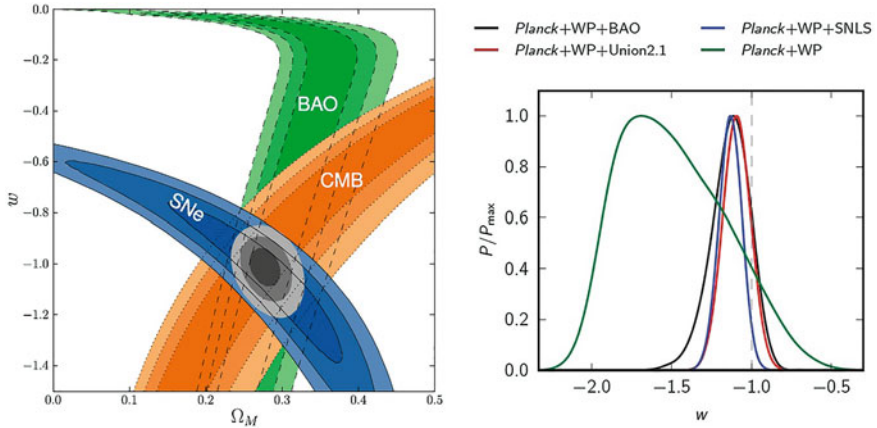 0.0
−0.2
−0.4
−0.6
−0.8
−1.0
−1.2
−1.4
w
0.0 0.1 0.2 0.3 0.4 0.5
Ω_M
BAO
CMB
SNe
Planck+WP+BAO
Planck+WP+Union2.1
Planck+WP+SNLS
Planck+WP
1.0
0.8
0.6
0.4
0.2
0.0
P/P_max
−2.0 −1.5 −1.0 −0.5
w